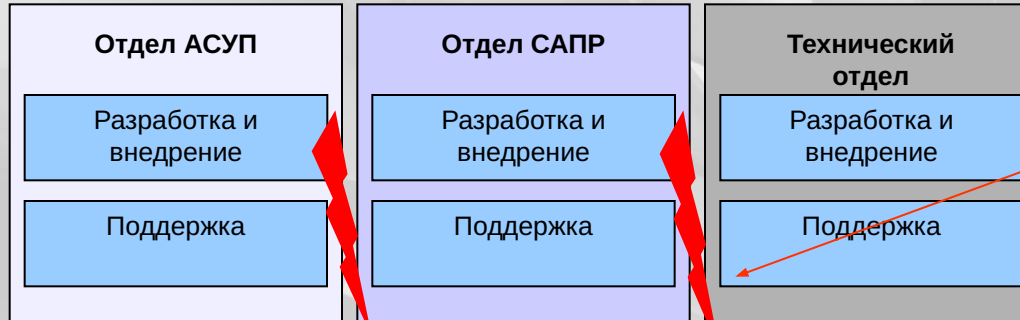 Отдел АСУП
Разработка и
внедрение
Поддержка
Отдел САПР
Разработка и
внедрение
Поддержка
Технический
отдел
Разработка и
внедрение
Поддержка